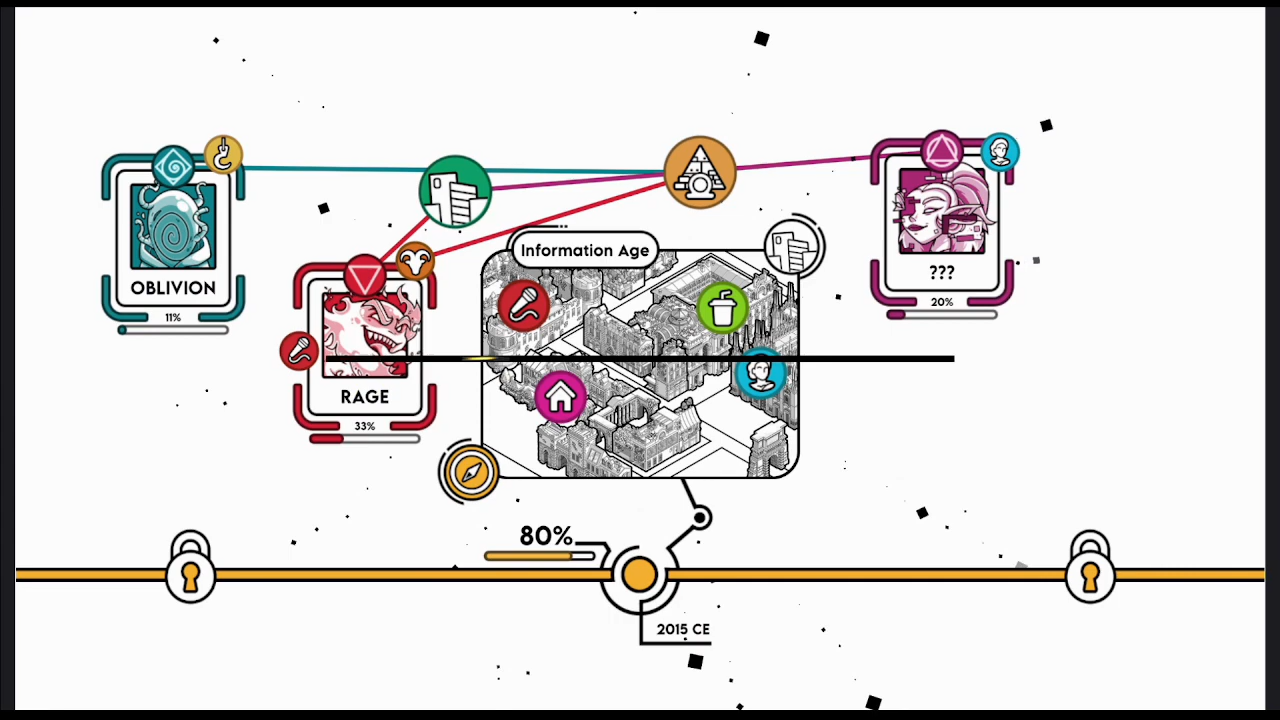 Information Age
OBLIVION
11%
???
20%
RAGE
33%
80%
2015 CE